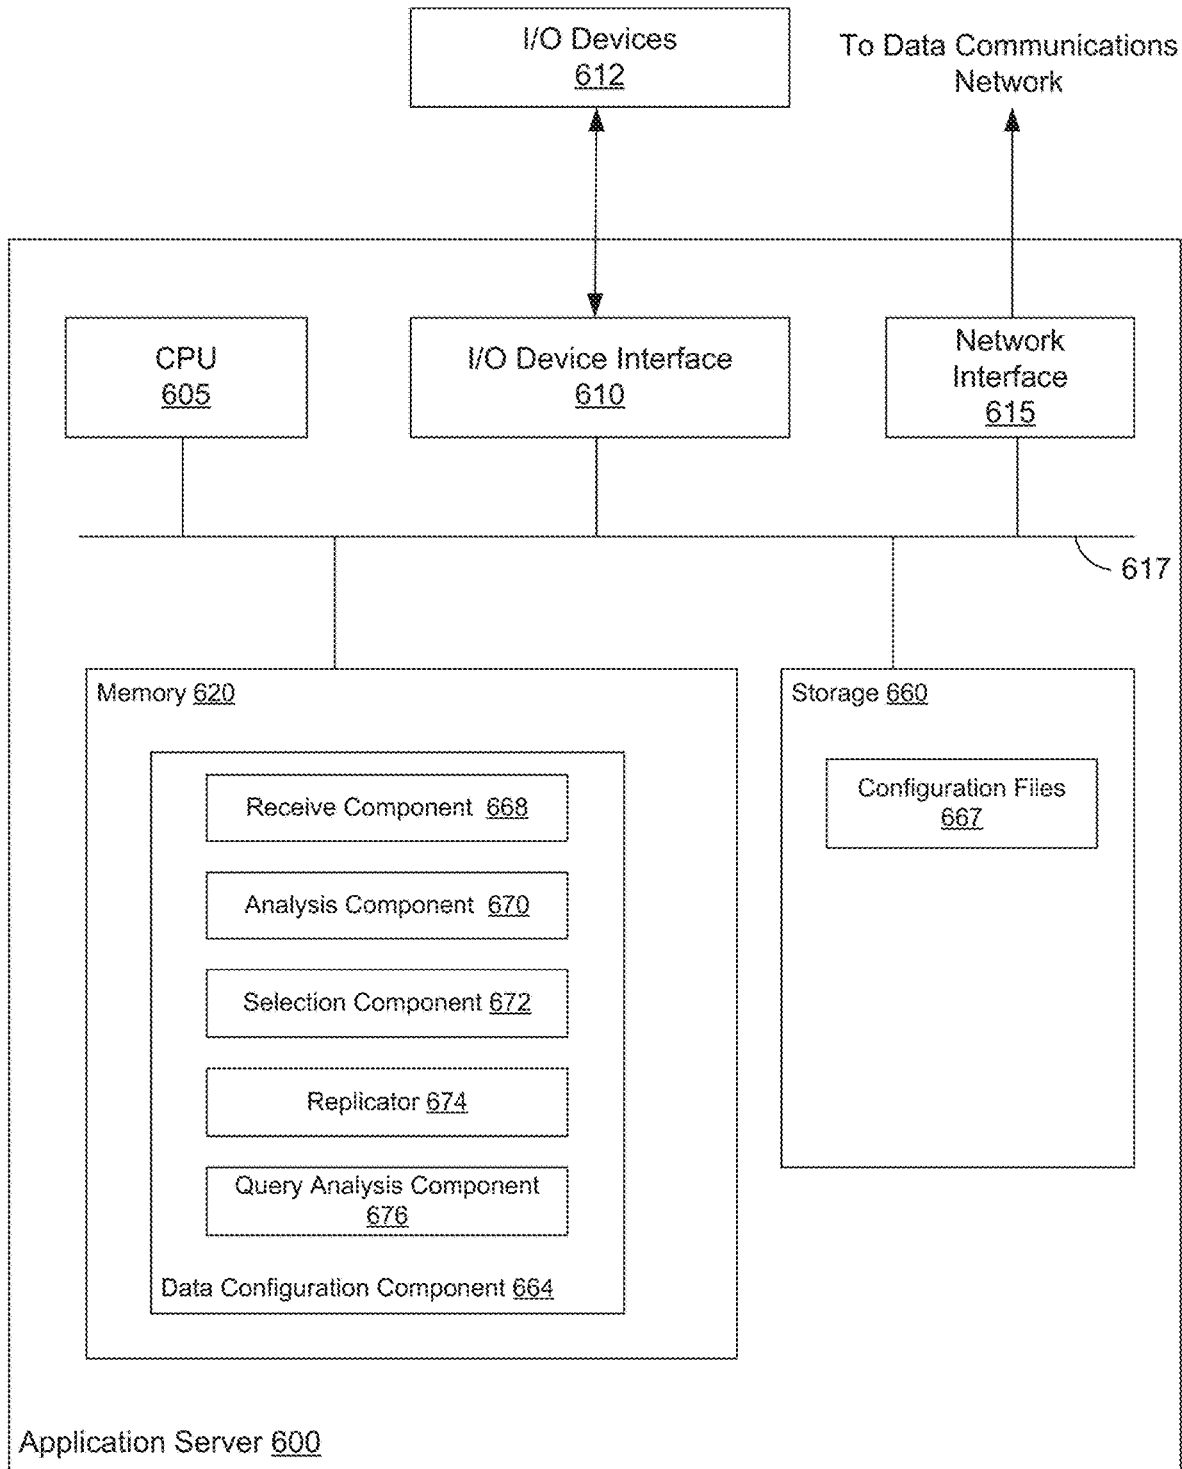 I/O Devices
612
To Data Communications
Network
CPU
605
I/O Device Interface
610
Network
Interface
615
617
Memory 620
Storage 660
Receive Component 668
Configuration Files
667
Analysis Component 670
Selection Component 672
Replicator 674
Query Analysis Component
676
Data Configuration Component 664
Application Server 600